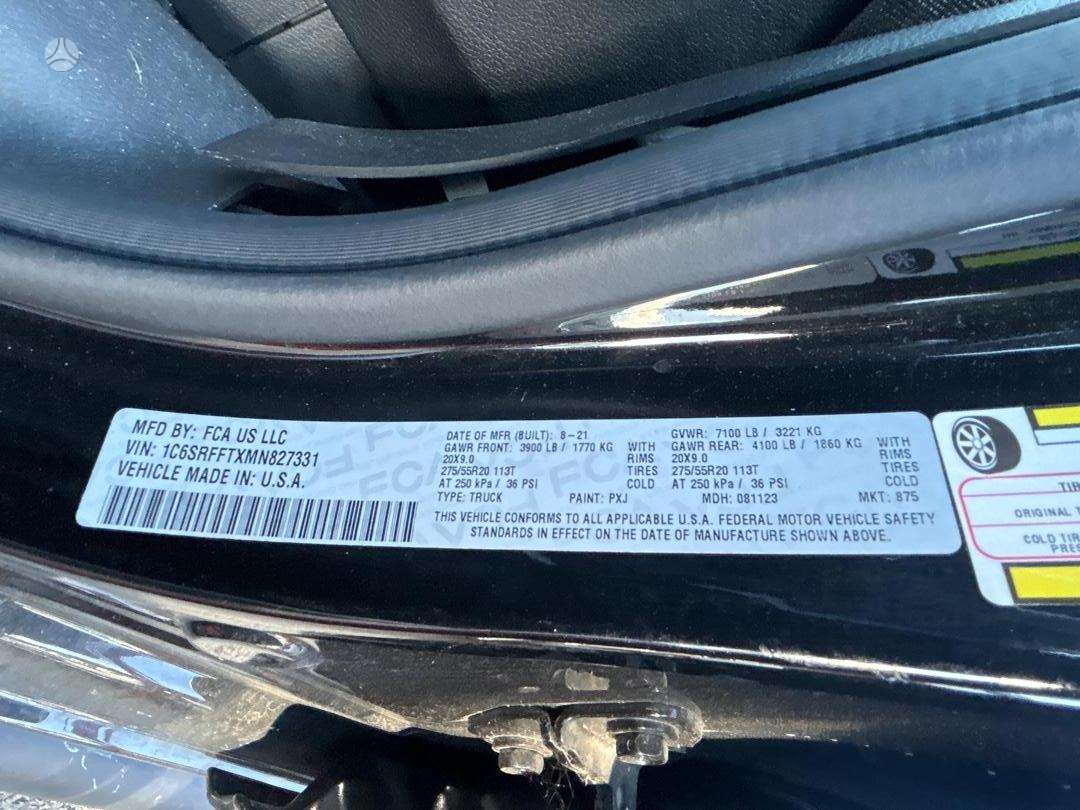 MFD BY: FCA US LLC
VIN: 1C6SRFFTXMN827331
VEHICLE MADE IN: U.S.A.
DATE OF MFR (BUILT): 8-21 GVWR: 7100 LB / 3221 KG
GAWR FRONT: 3900 LB / 1770 KG WITH GAWR REAR: 4100 LB / 1860 KG WITH
20X9.0 RIMS 20X9.0 RIMS
275/55R20 113T TIRES 275/55R20 113T TIRES
AT 250 kPa / 36 PSI COLD AT 250 kPa / 36 PSI COLD
TYPE: TRUCK PAINT: PXJ MDH: 081123 MKT: 875
THIS VEHICLE CONFORMS TO ALL APPLICABLE U.S.A. FEDERAL MOTOR VEHICLE SAFETY
STANDARDS IN EFFECT ON THE DATE OF MANUFACTURE SHOWN ABOVE.
ORIGINAL
COLD